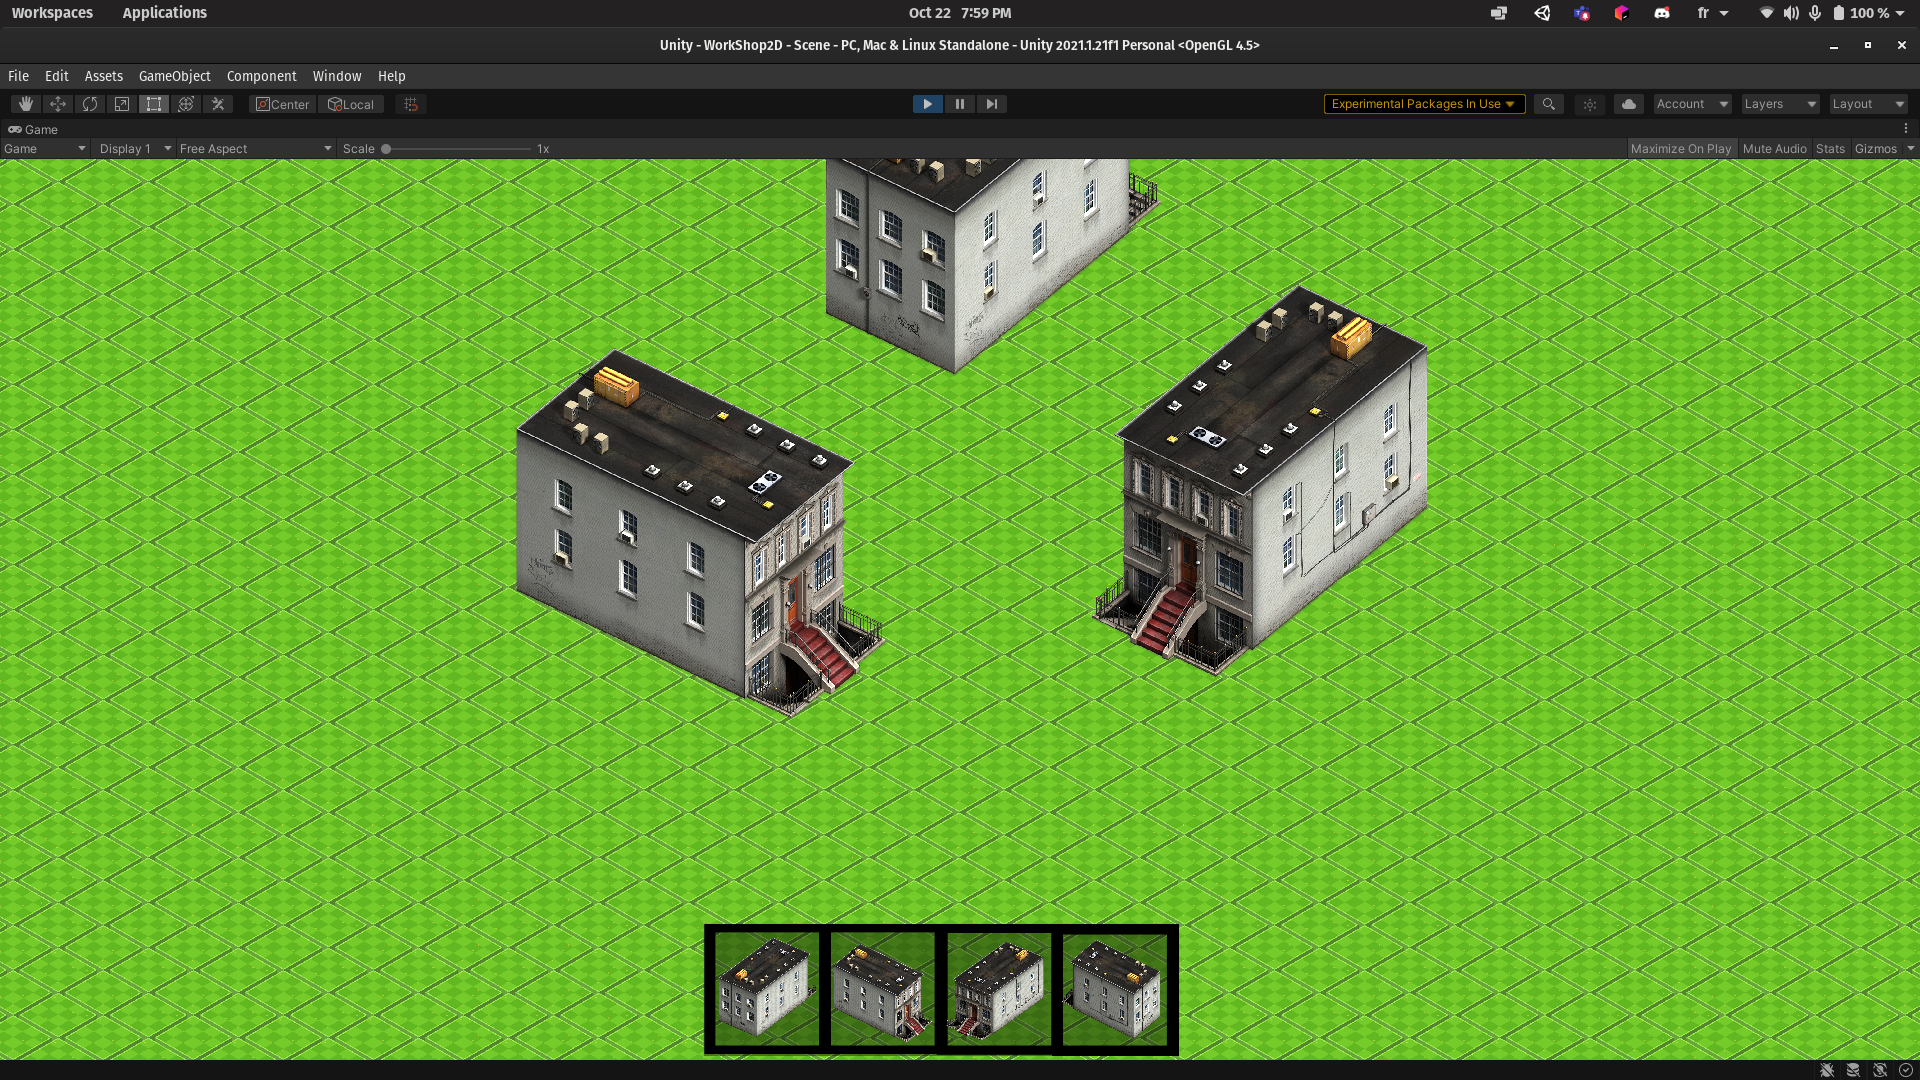 Workspaces Applications Oct 22 7:59 PM fr 100 %
Unity - WorkShop2D - Scene - PC, Mac & Linux Standalone - Unity 2021.1.21f1 Personal <OpenGL 4.5>
File Edit Assets GameObject Component Window Help
Center Local Experimental Packages In Use Account Layers Layout
Game
Game Display 1 Free Aspect Scale 1x Maximize On Play Mute Audio Stats Gizmos